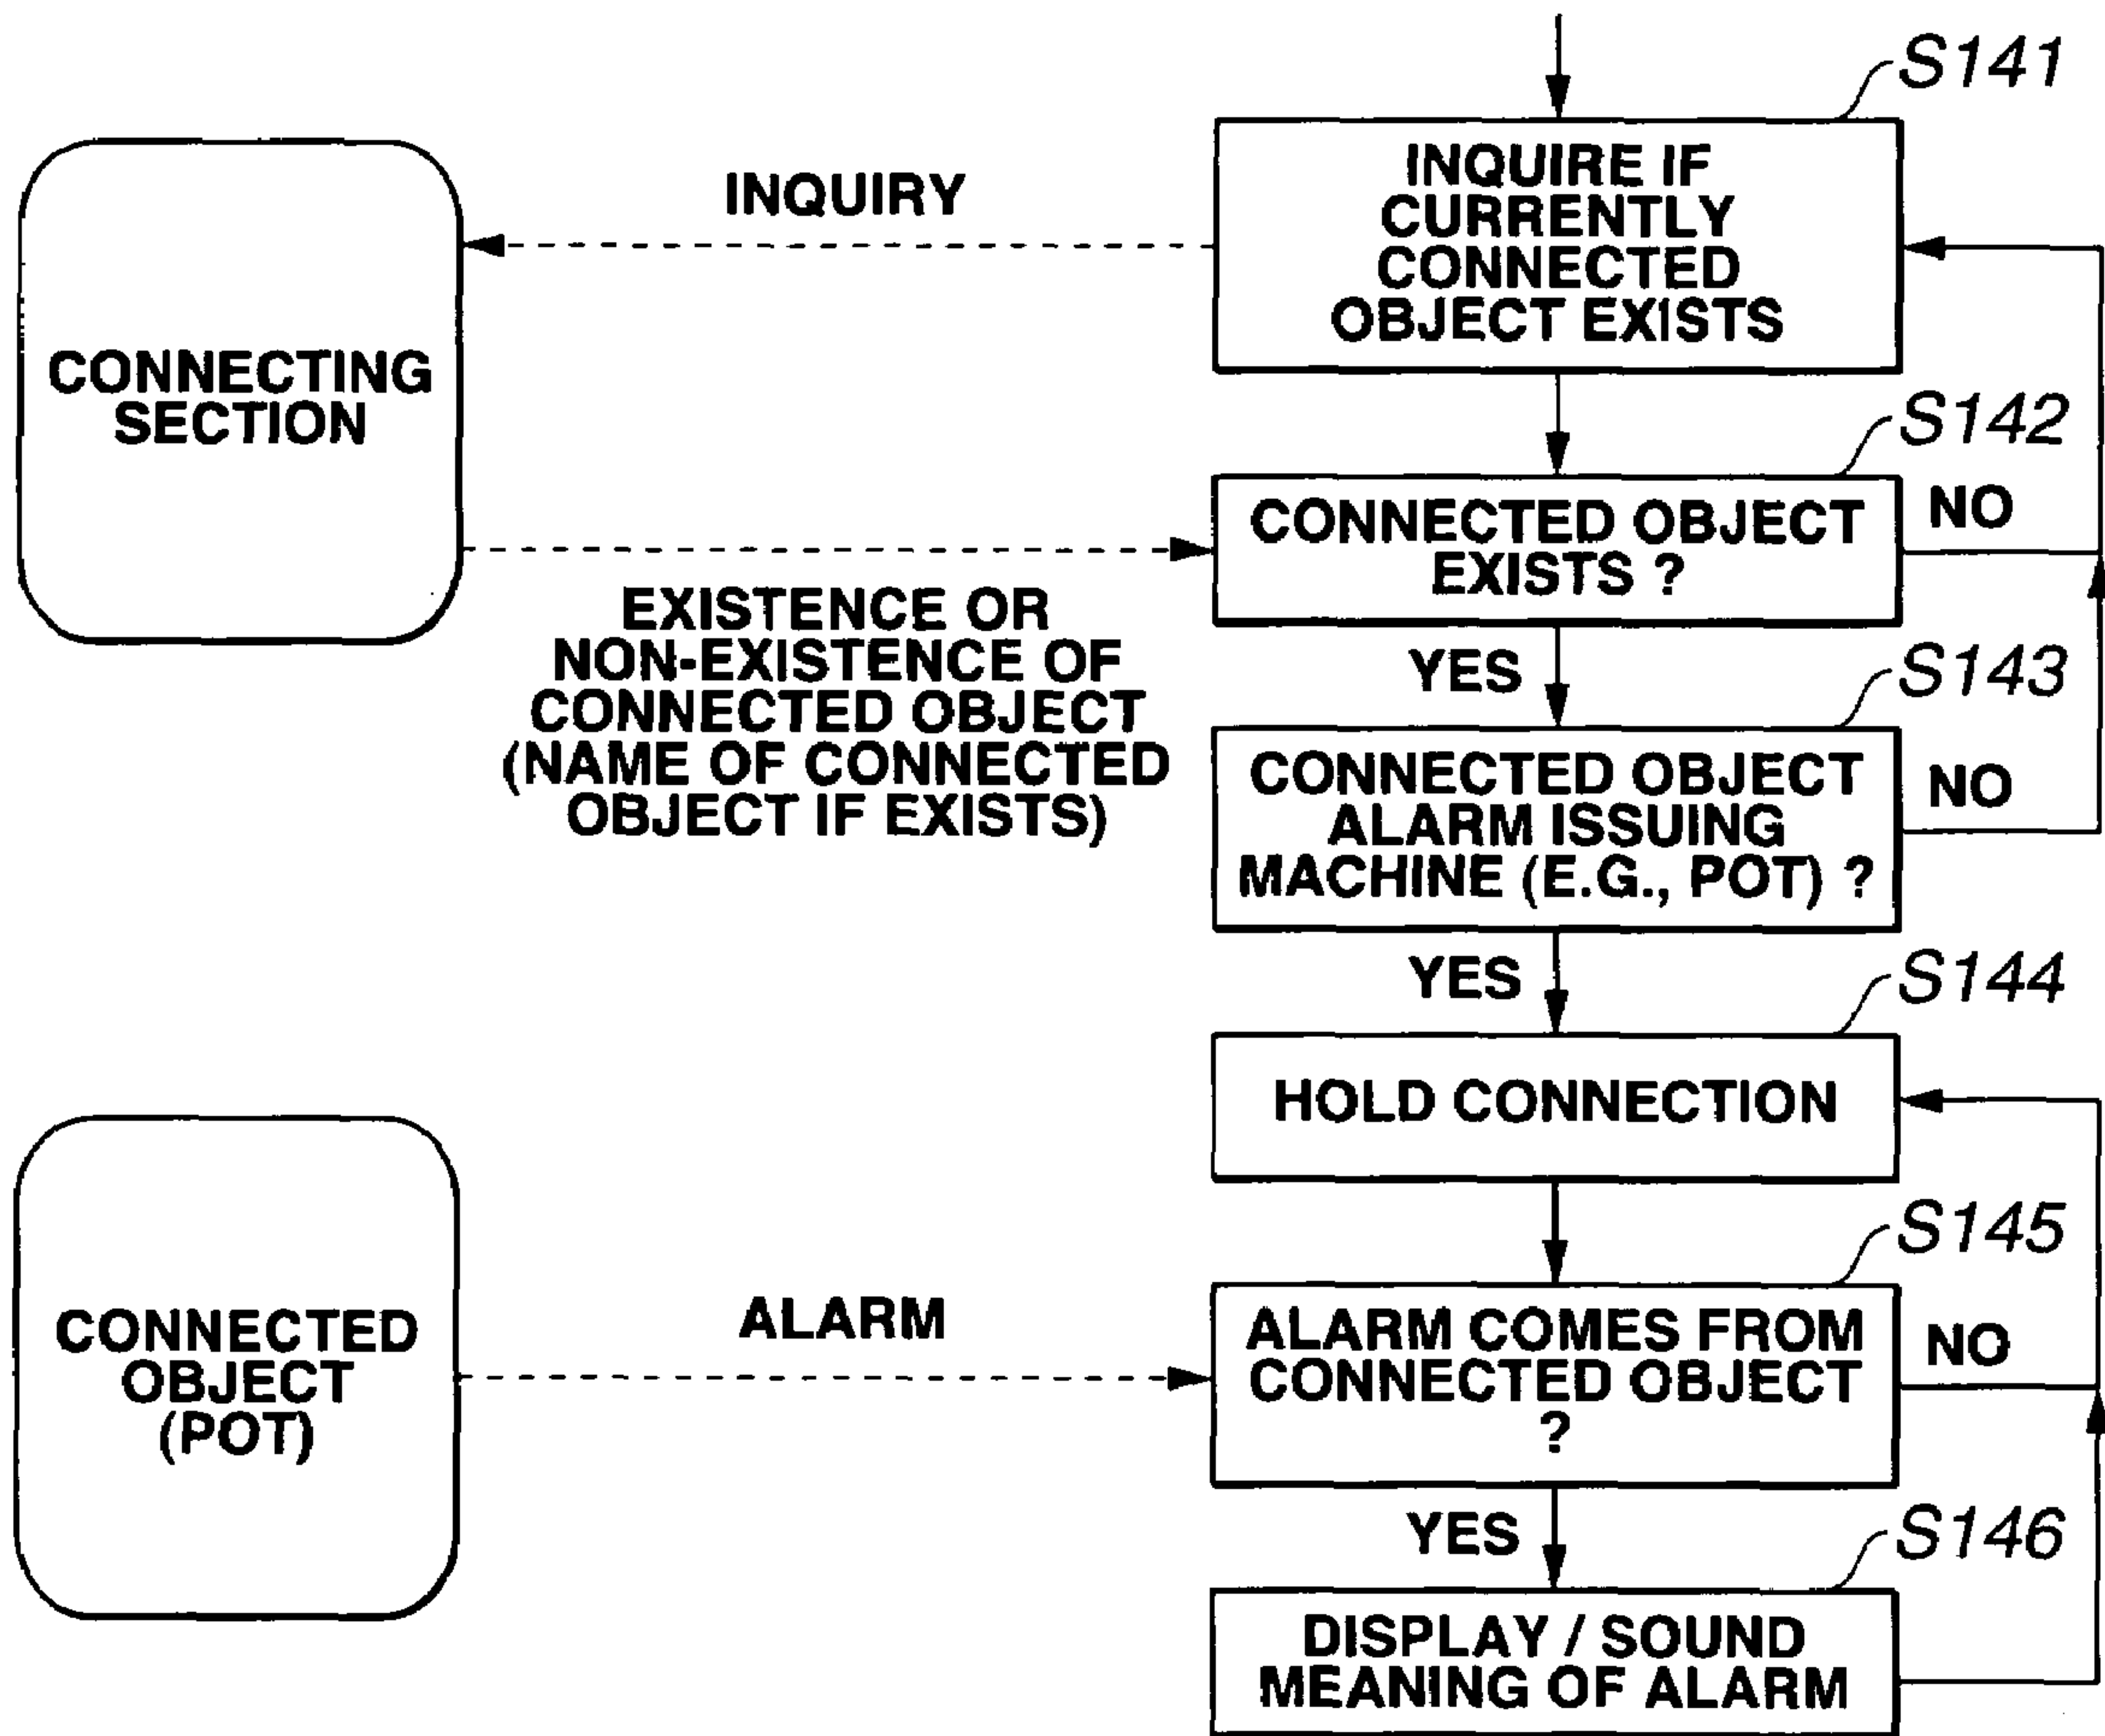 S141
INQUIRE IF
CURRENTLY
CONNECTED
OBJECT EXISTS
INQUIRY
CONNECTING
SECTION
S142
CONNECTED OBJECT
EXISTS ?
NO
EXISTENCE OR
NON-EXISTENCE OF
CONNECTED OBJECT
(NAME OF CONNECTED
OBJECT IF EXISTS)
YES
S143
CONNECTED OBJECT
ALARM ISSUING
MACHINE (E.G., POT) ?
NO
YES
S144
HOLD CONNECTION
S145
ALARM COMES FROM
CONNECTED OBJECT
?
NO
ALARM
CONNECTED
OBJECT
(POT)
YES
S146
DISPLAY / SOUND
MEANING OF ALARM